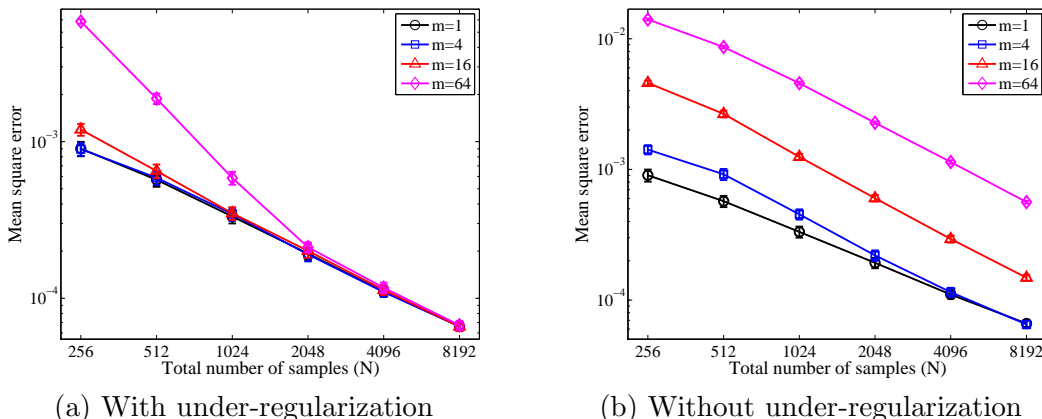 m=1
m=4
m=16
m=64
10⁻³
10⁻⁴
Mean square error
256 512 1024 2048 4096 8192
Total number of samples (N)
(a) With under-regularization
m=1
m=4
m=16
m=64
10⁻²
10⁻³
10⁻⁴
Mean square error
256 512 1024 2048 4096 8192
Total number of samples (N)
(b) Without under-regularization